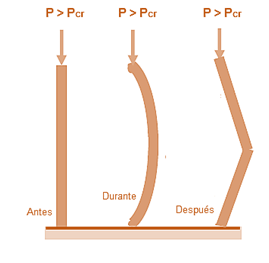 P > Pcr P > Pcr P > Pcr
Antes
Durante
Después